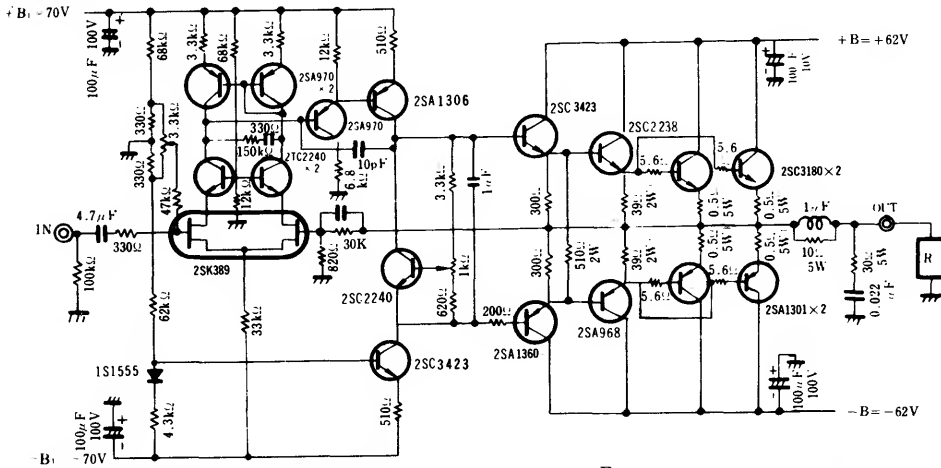 +B₁ -70V
100μF
100V
68kΩ
3.3kΩ
68kΩ
3.3kΩ
12kΩ
510Ω
2SA970
×2
2SA970
2SA1306
330Ω
3.3kΩ
330Ω
330Ω
150kΩ
2TC2240
×2
10pF
6.8
kΩ
12kΩ
47kΩ
IN
4.7μF
330Ω
100kΩ
2SK389
820Ω
30K
62kΩ
33kΩ
1S1555
4.3kΩ
100μF
100V
-B₁ -70V
3.3kΩ
1μF
1kΩ
620Ω
2SC2240
2SC3423
510Ω
200Ω
2SA1360
2SC3423
300Ω
300Ω
510Ω
2W
2SC2238
39Ω
2W
39Ω
2W
2SA968
5.6Ω
5.6
5.6Ω
5.6Ω
0.5Ω
5W
0.5Ω
5W
0.5Ω
5W
0.5Ω
5W
2SC3180×2
2SA1301×2
+B=+62V
100μF
10V
1μH
10Ω
5W
OUT
30Ω
5W
0.022
μF
R
100μF
100V
-B=-62V